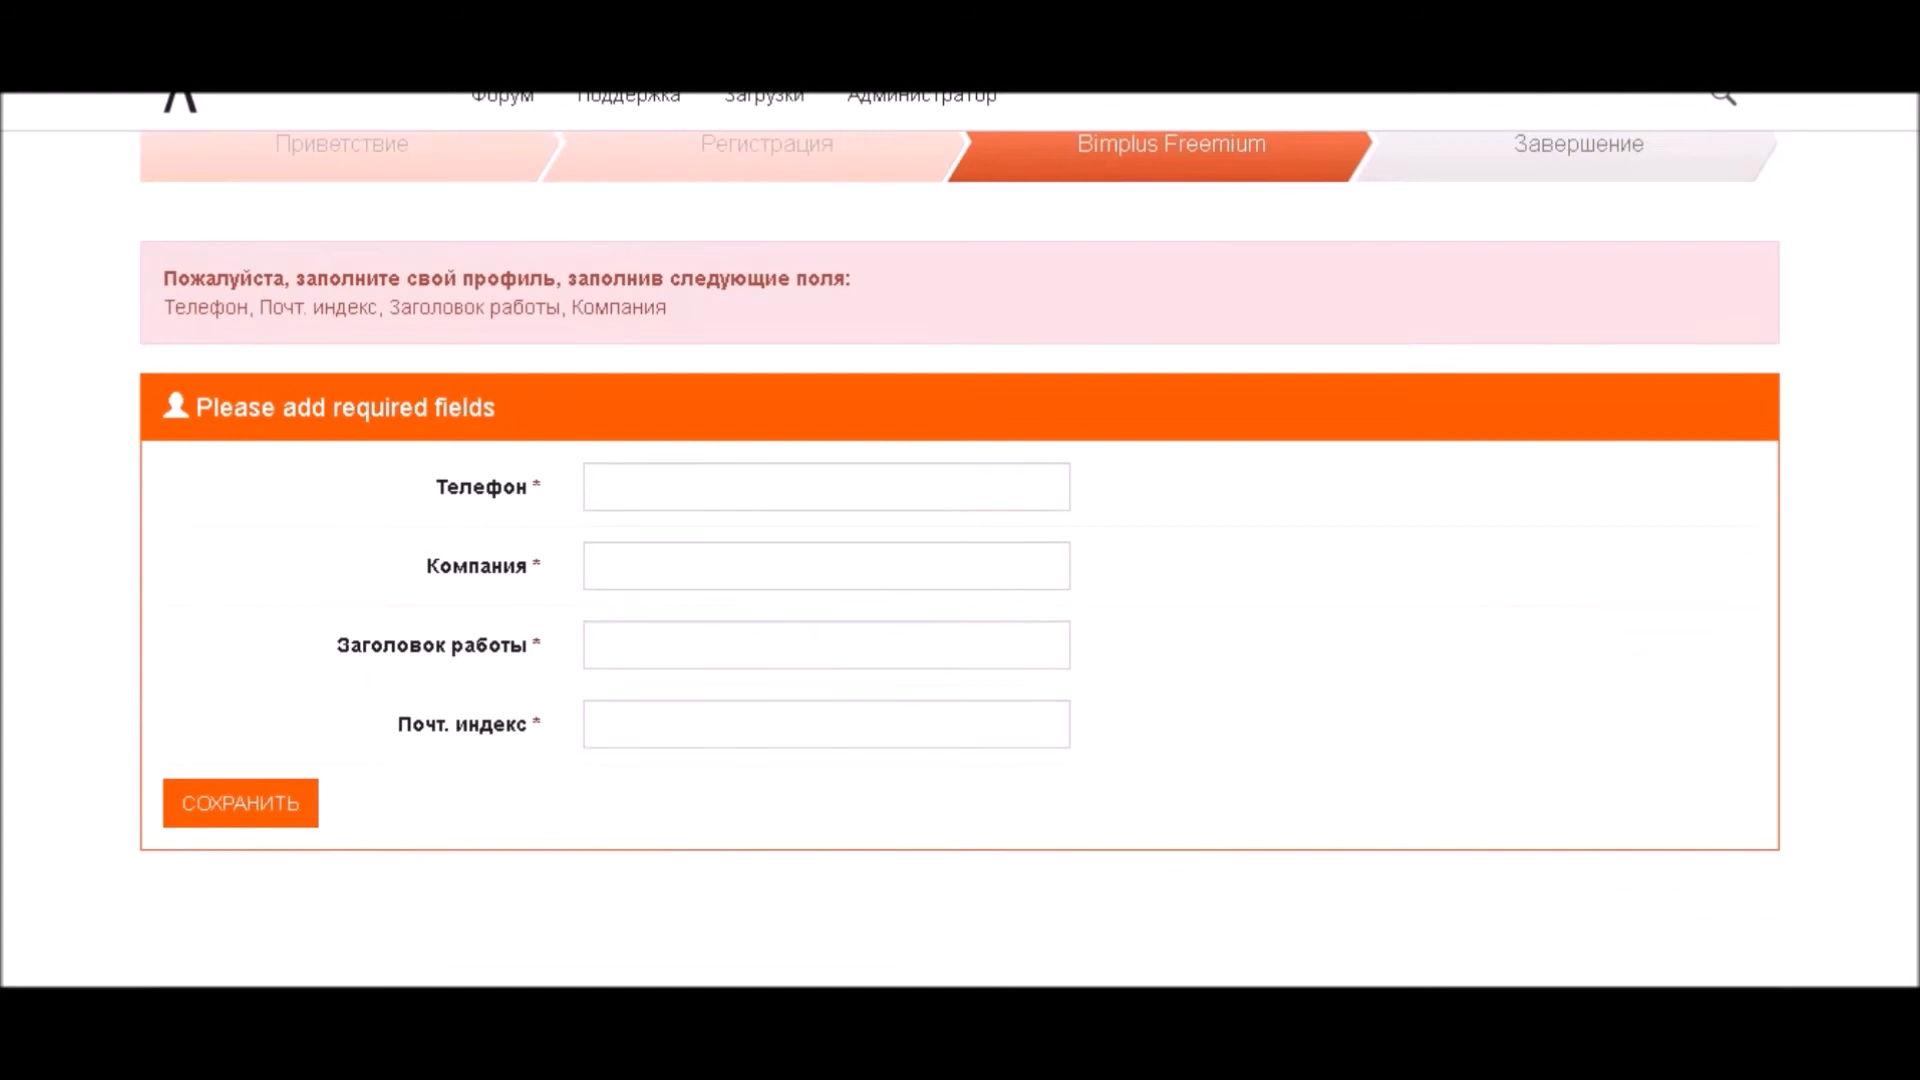 Форум Поддержка Загрузки Администратор
Приветствие Регистрация Bimplus Freemium Завершение
Пожалуйста, заполните свой профиль, заполнив следующие поля:
Телефон, Почт. индекс, Заголовок работы, Компания
Please add required fields
Телефон *
Компания *
Заголовок работы *
Почт. индекс *
СОХРАНИТЬ